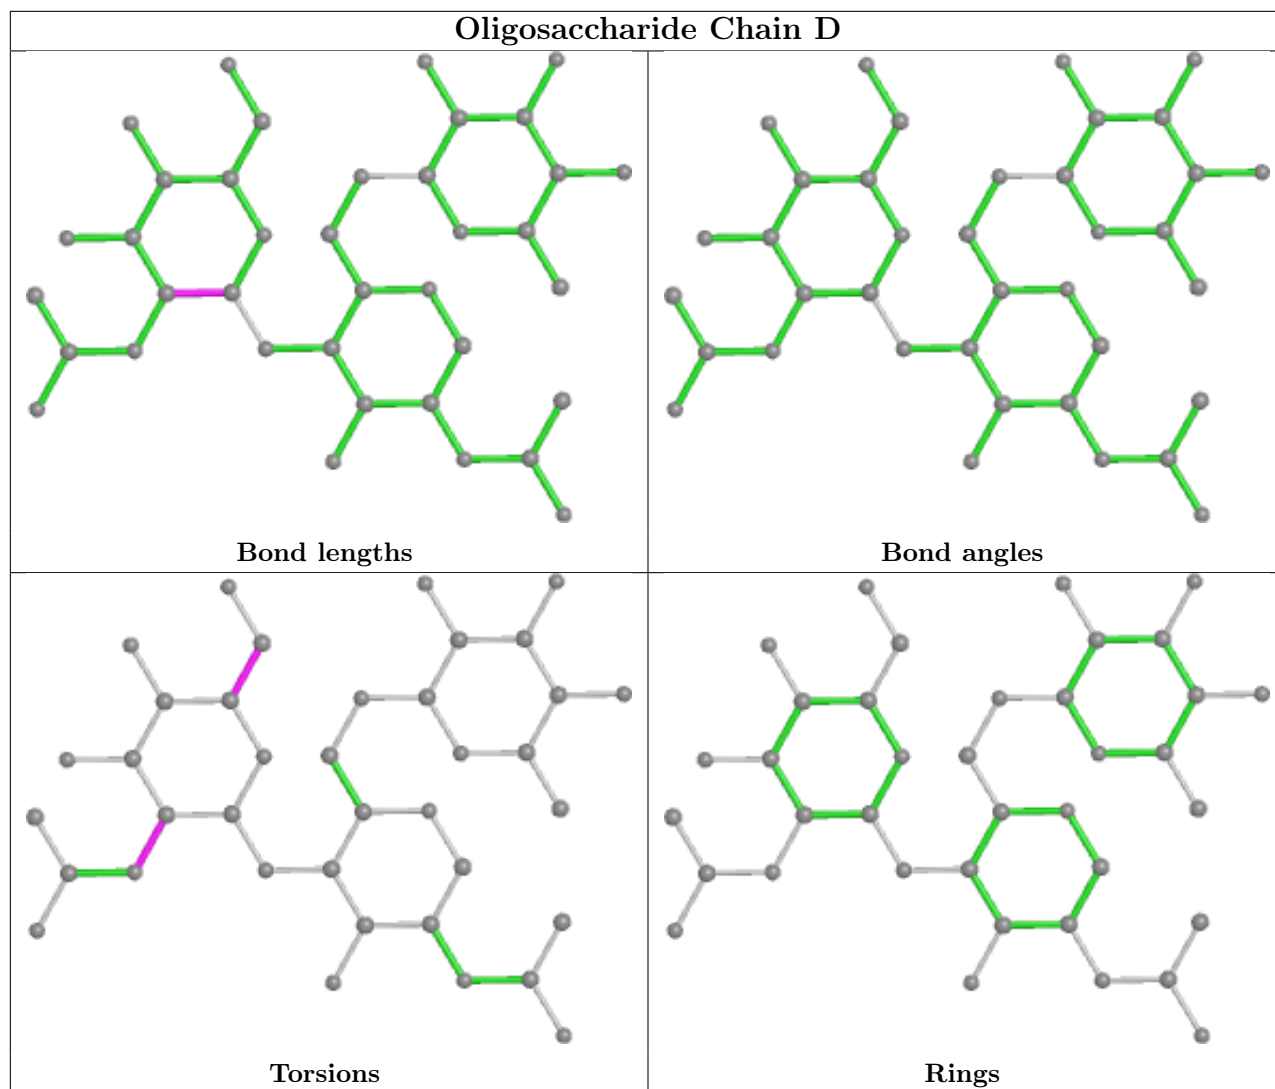 Oligosaccharide Chain D
Bond lengths
Bond angles
Torsions
Rings